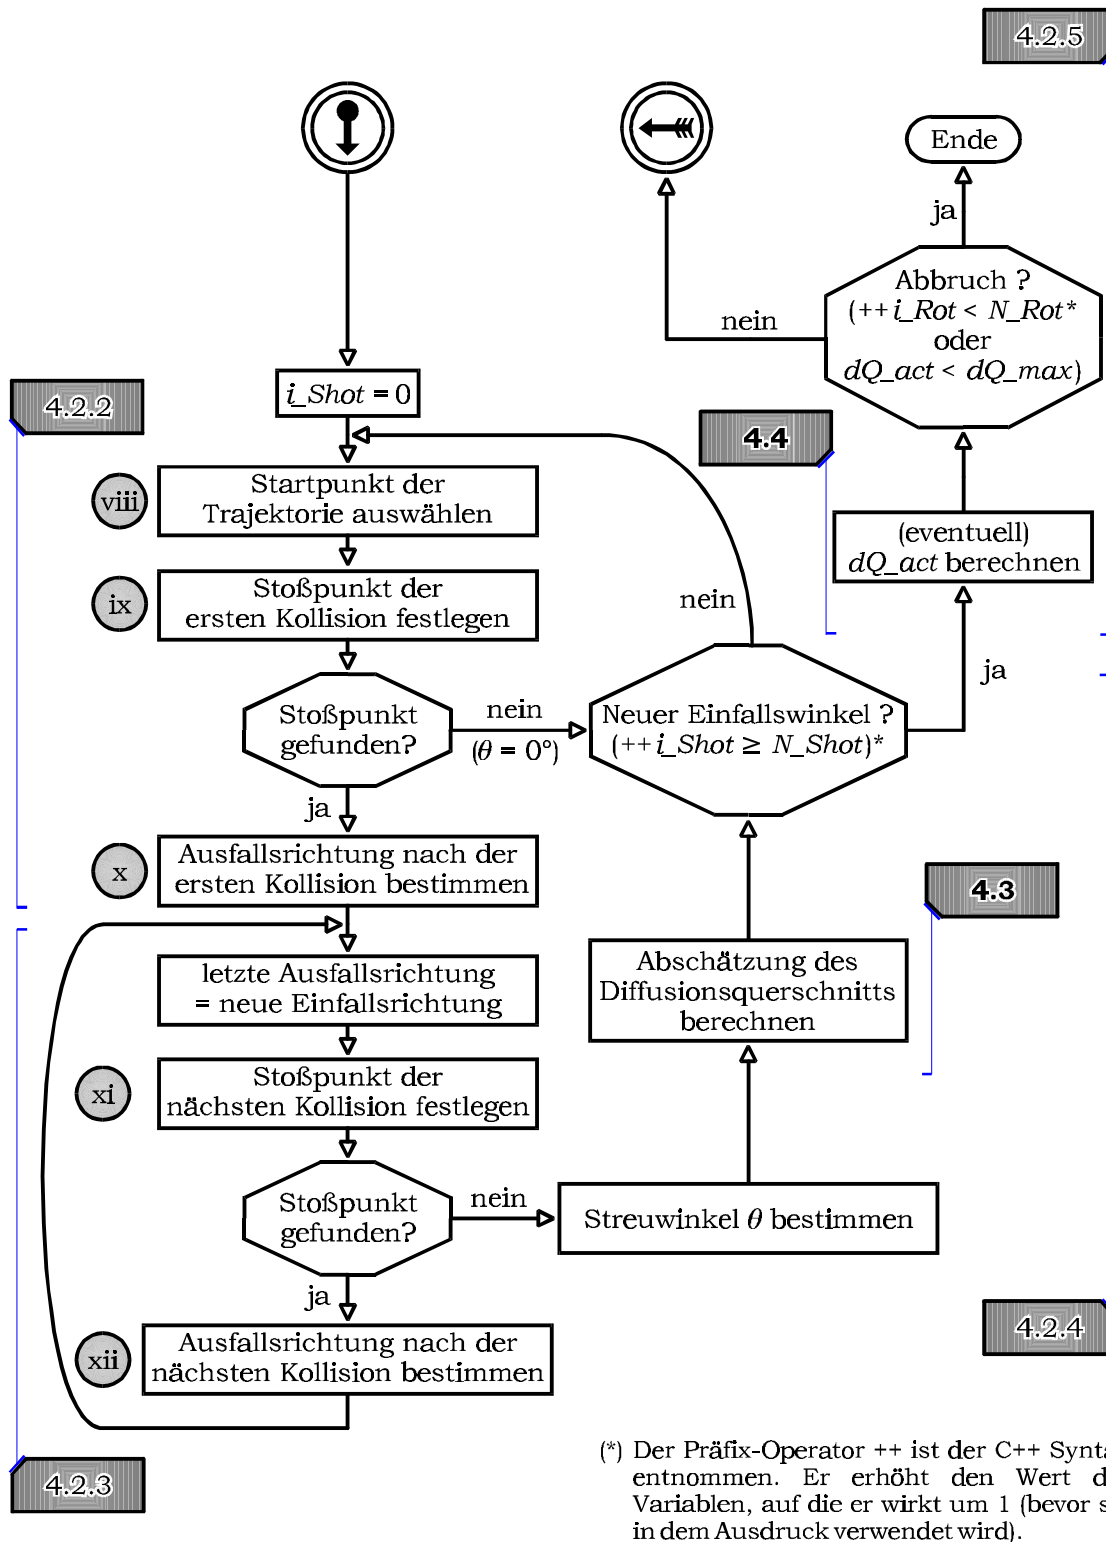 4.2.5
Ende
ja
Abbruch ?
(++ i_Rot < N_Rot*
oder
dQ_act < dQ_max)
nein
i_Shot = 0
4.2.2
4.4
viii
Startpunkt der
Trajektorie auswählen
(eventuell)
dQ_act berechnen
ix
Stoßpunkt der
ersten Kollision festlegen
nein
ja
Stoßpunkt
gefunden?
nein
(θ = 0°)
Neuer Einfallswinkel ?
(++ i_Shot ≥ N_Shot)*
ja
x
Ausfallsrichtung nach der
ersten Kollision bestimmen
4.3
letzte Ausfallsrichtung
= neue Einfallsrichtung
Abschätzung des
Diffusionsquerschnitts
berechnen
xi
Stoßpunkt der
nächsten Kollision festlegen
Stoßpunkt
gefunden?
nein
Streuwinkel θ bestimmen
ja
xii
Ausfallsrichtung nach der
nächsten Kollision bestimmen
4.2.4
4.2.3
(*) Der Präfix-Operator ++ ist der C++
entnommen. Er erhöht den Wert
Variablen, auf die er wirkt um 1 (bevor
in dem Ausdruck verwendet wird).